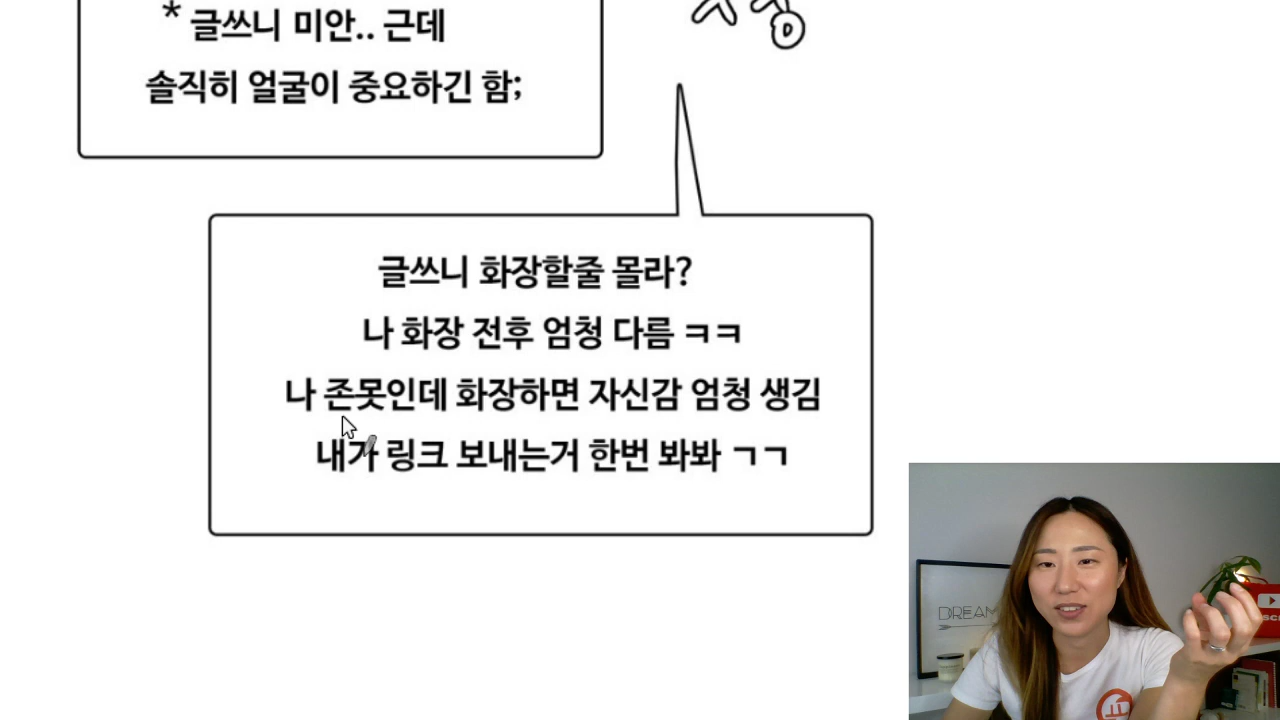 * 글쓰니 미안.. 근데
솔직히 얼굴이 중요하긴 함;
글쓰니 화장할줄 몰라?
나 화장 전후 엄청 다름 ㅋㅋ
나 존못인데 화장하면 자신감 엄청 생김
내가 링크 보내는거 한번 봐봐 ㄱㄱ
DREAM